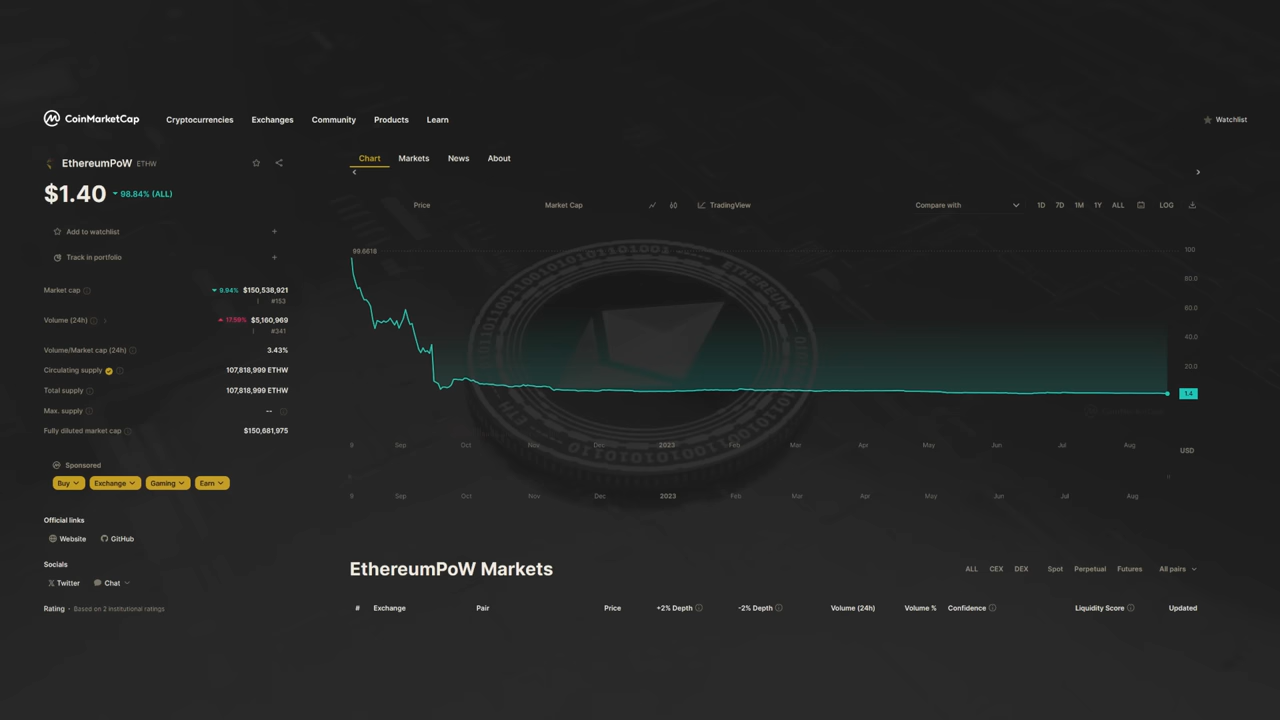 CoinMarketCap Cryptocurrencies Exchanges Community Products Learn Watchlist
EthereumPoW ETHW
$1.40 98.84% (ALL)
Add to watchlist +
Track in portfolio +
Market cap 9.94% $150,538,921
#153
Volume (24h) 17.59% $5,160,969
#341
Volume/Market cap (24h) 3.43%
Circulating supply 107,818,999 ETHW
Total supply 107,818,999 ETHW
Max. supply --
Fully diluted market cap $150,681,975
Sponsored
Buy Exchange Gaming Earn
Official links
Website GitHub
Socials
Twitter Chat
Rating • Based on 2 institutional ratings
Chart Markets News About
Price Market Cap TradingView Compare with 1D 7D 1M 1Y ALL LOG
99.6618
100
80.0
60.0
40.0
20.0
1.4
9 Sep Oct Nov Dec 2023 Feb Mar Apr May Jun Jul Aug
USD
9 Sep Oct Nov Dec 2023 Feb Mar Apr May Jun Jul Aug
ETHEREUM
EthereumPoW Markets ALL CEX DEX Spot Perpetual Futures All pairs
# Exchange Pair Price +2% Depth -2% Depth Volume (24h) Volume % Confidence Liquidity Score Updated